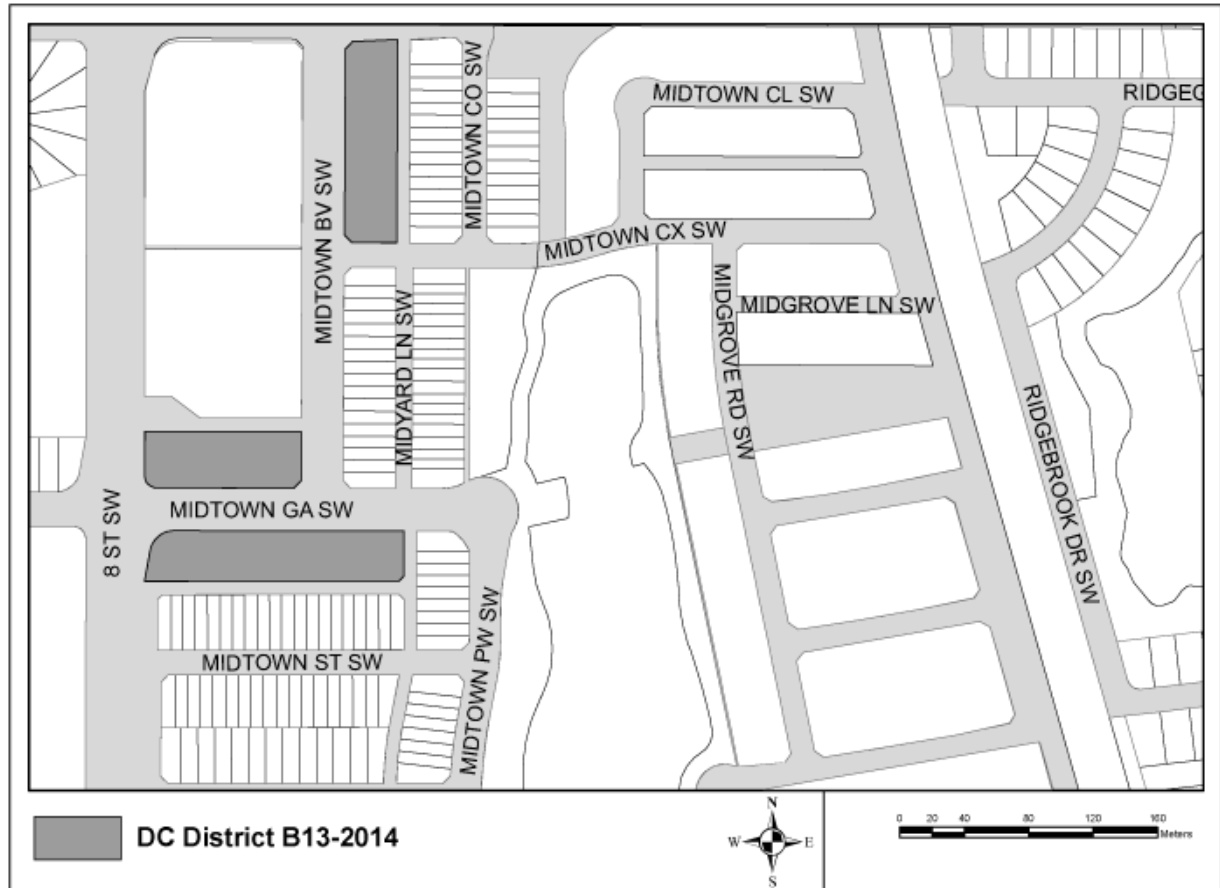 MIDTOWN CL SW
RIDGEC
MIDTOWN CO SW
MIDTOWN BV SW
MIDTOWN CX SW
MIDGROVE LN SW
MIDYARD LN SW
MIDGROVE RD SW
RIDGEBROOK DR SW
MIDTOWN GA SW
8 ST SW
MIDTOWN ST SW
MIDTOWN PW SW
DC District B13-2014
N
W E
S
0 20 40 80 120 160
Meters